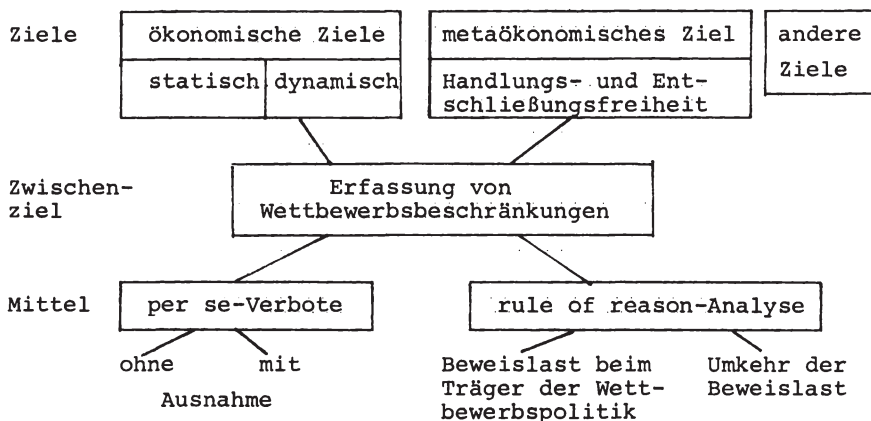 Ziele
ökonomische Ziele
metaökonomisches Ziel
andere
Ziele
statisch
dynamisch
Handlungs- und Ent-
schließungsfreiheit
Zwischen-
ziel
Erfassung von
Wettbewerbsbeschränkungen
Mittel
per se-Verbote
rule of reason-Analyse
ohne
mit
Ausnahme
Beweislast beim
Träger der Wett-
bewerbspolitik
Umkehr der
Beweislast